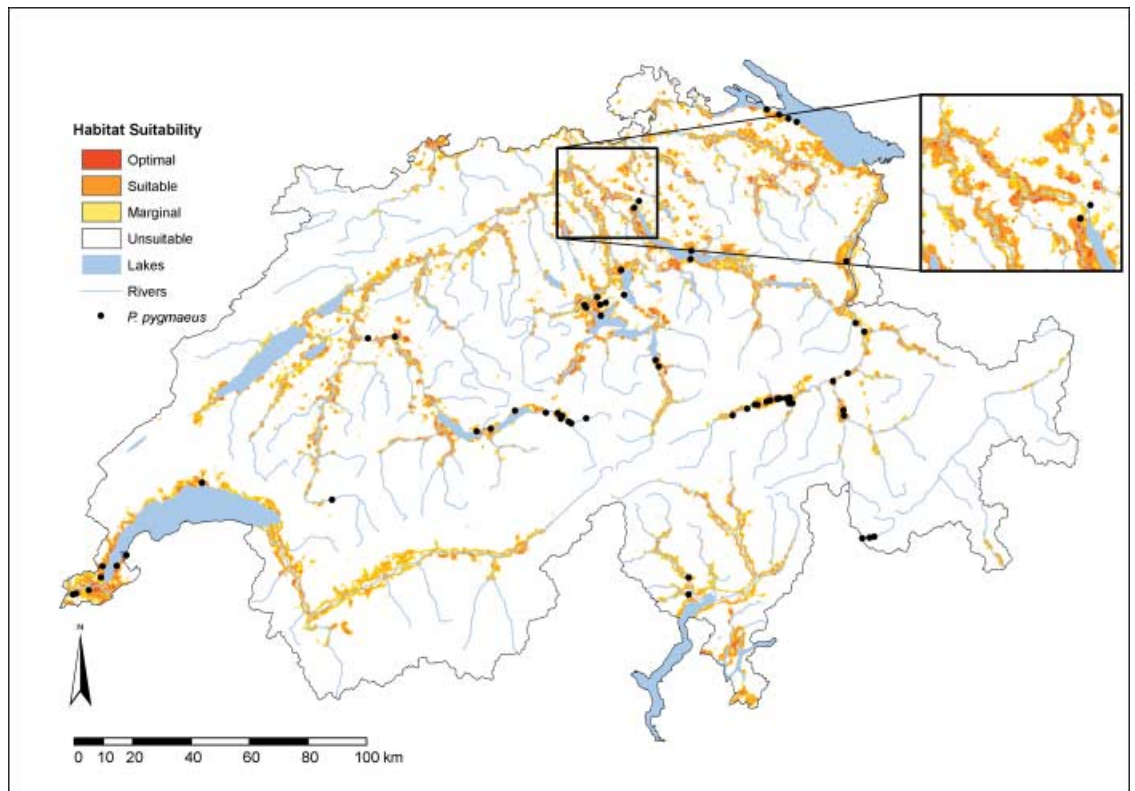 Habitat Suitability
Optimal
Suitable
Marginal
Unsuitable
Lakes
Rivers
P. pygmaeus
N
0 10 20 40 60 80 100 km